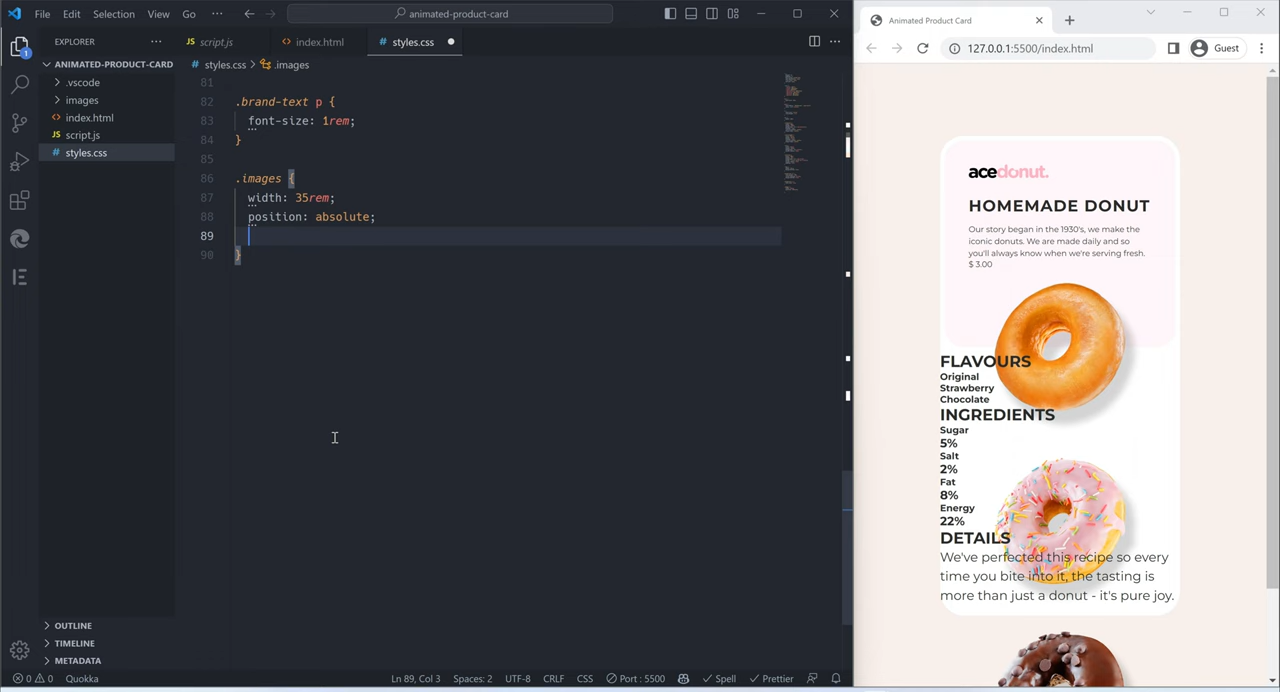 File Edit Selection View Go ··· animated-product-card
EXPLORER ···
JS script.js
<> index.html
# styles.css
ANIMATED-PRODUCT-CARD
.vscode
images
<> index.html
JS script.js
# styles.css
OUTLINE
TIMELINE
METADATA
# styles.css > .images
81
82 .brand-text p {
83 font-size: 1rem;
84 }
85
86 .images {
87 width: 35rem;
88 position: absolute;
89
90 }
1
0 0 Quokka Ln 89, Col 3 Spaces: 2 UTF-8 CRLF CSS Port : 5500 Spell Prettier
Animated Product Card
127.0.0.1:5500/index.html
Guest
acedonut.
HOMEMADE DONUT
Our story began in the 1930's, we make the
iconic donuts. We are made daily and so
you'll always know when we're serving fresh.
$ 3.00
FLAVOURS
Original
Strawberry
Chocolate
INGREDIENTS
Sugar
5%
Salt
2%
Fat
8%
Energy
22%
DETAILS
We've perfected this recipe so every
time you bite into it, the tasting is
more than just a donut - it's pure joy.